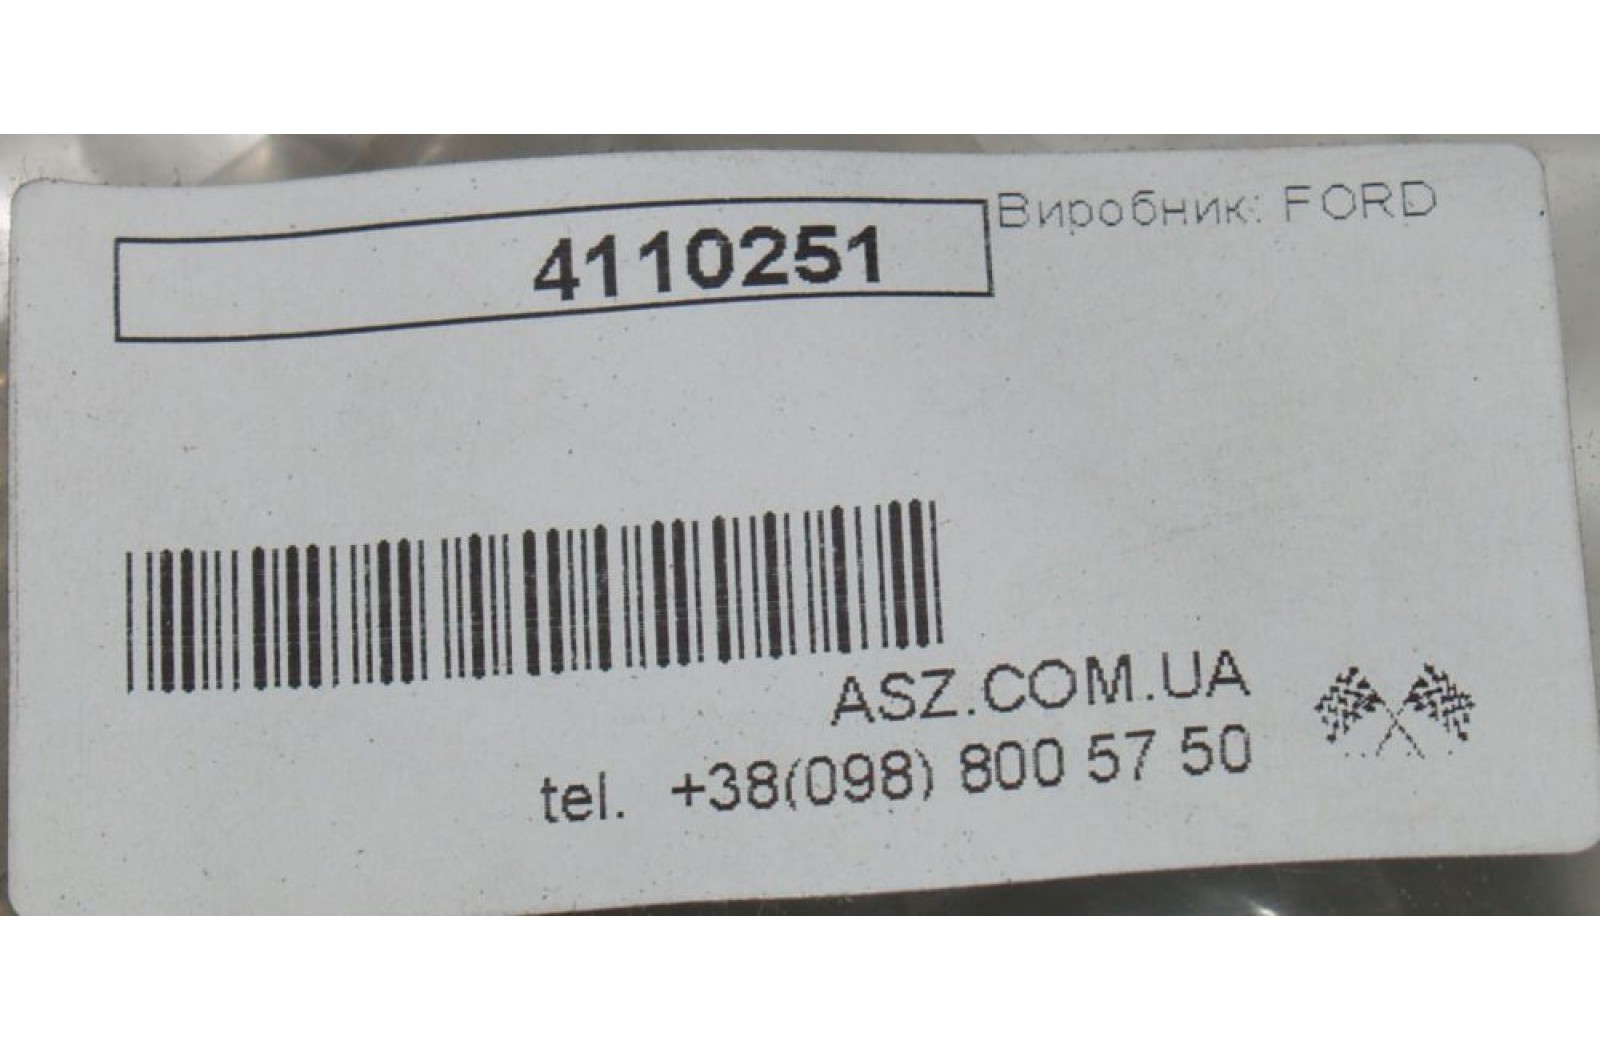 4110251
Виробник: FORD
ASZ.COM.UA
tel. +38(098) 800 57 50